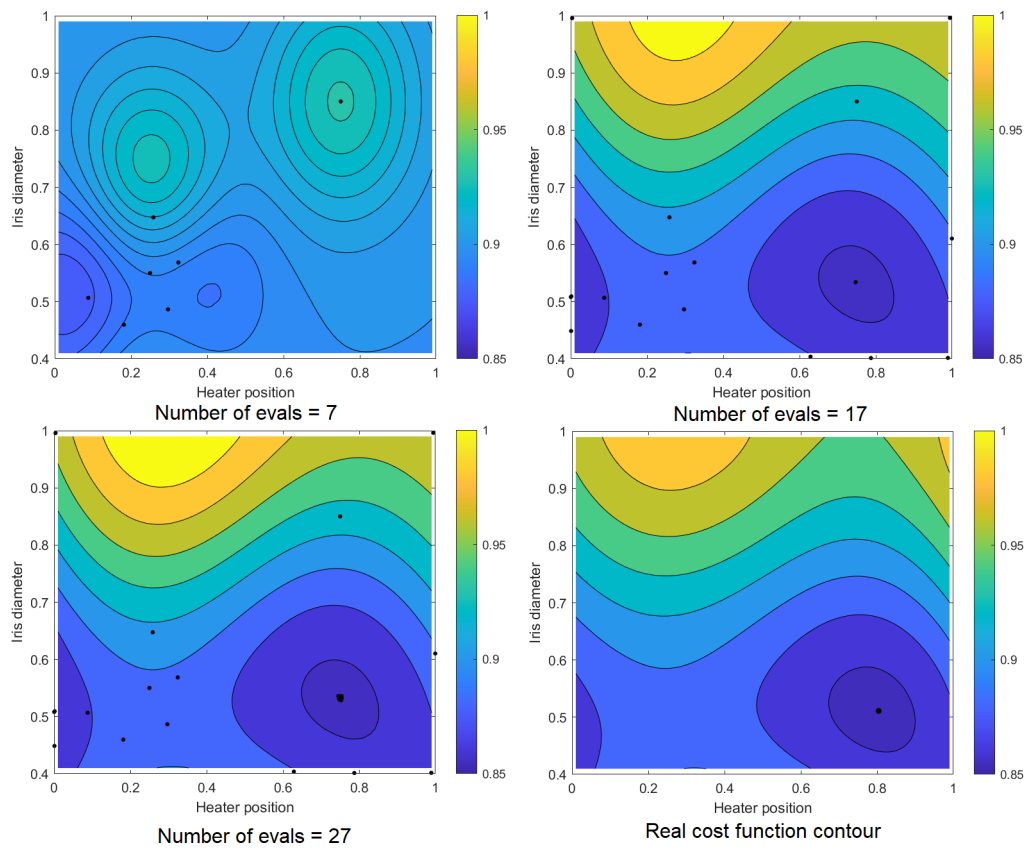 1
0.9
0.8
0.7
0.6
0.5
0.4
0 0.2 0.4 0.6 0.8 1
Iris diameter
Heater position
1
0.95
0.9
0.85
Number of evals = 7
1
0.9
0.8
0.7
0.6
0.5
0.4
0 0.2 0.4 0.6 0.8 1
Iris diameter
Heater position
1
0.95
0.9
0.85
Number of evals = 17
1
0.9
0.8
0.7
0.6
0.5
0.4
0 0.2 0.4 0.6 0.8 1
Iris diameter
Heater position
1
0.95
0.9
0.85
Number of evals = 27
1
0.9
0.8
0.7
0.6
0.5
0.4
0 0.2 0.4 0.6 0.8 1
Iris diameter
Heater position
1
0.95
0.9
0.85
Real cost function contour